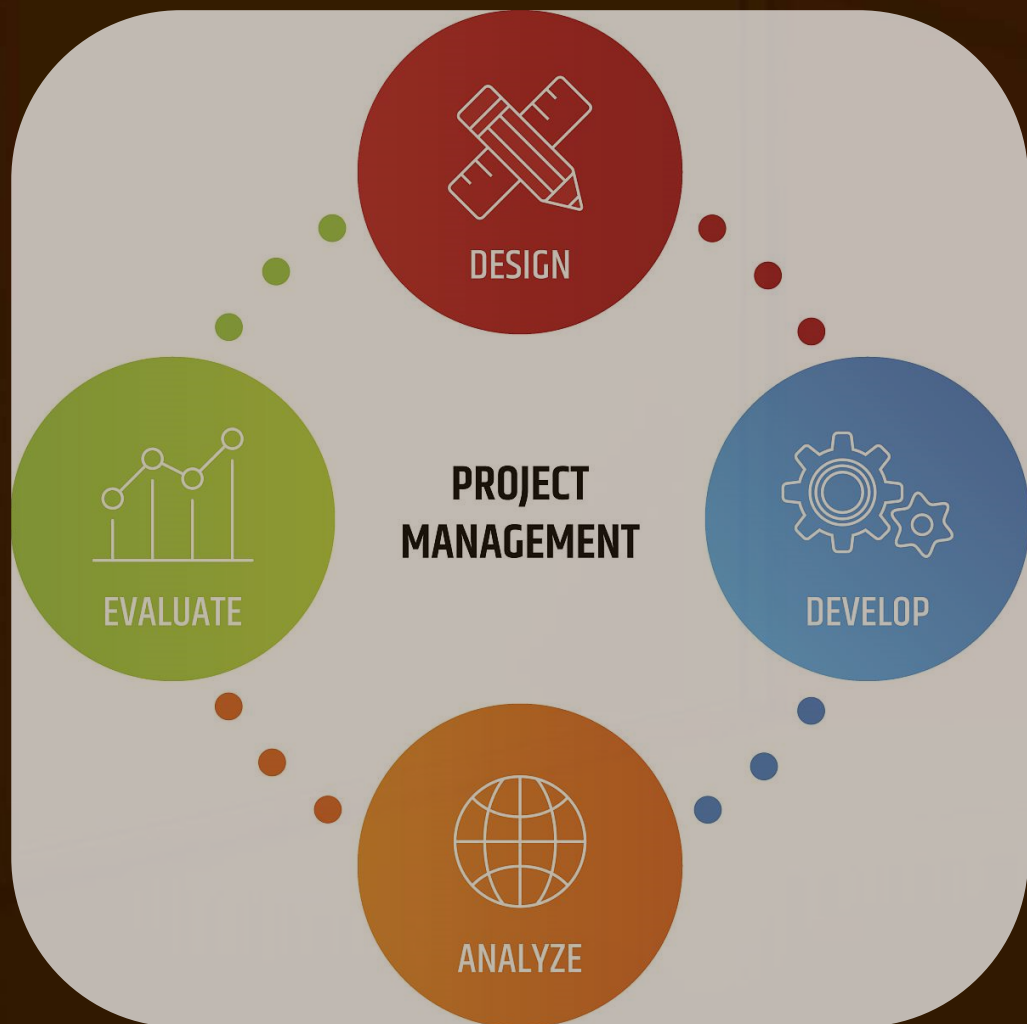 DESIGN
EVALUATE
PROJECT
MANAGEMENT
DEVELOP
ANALYZE